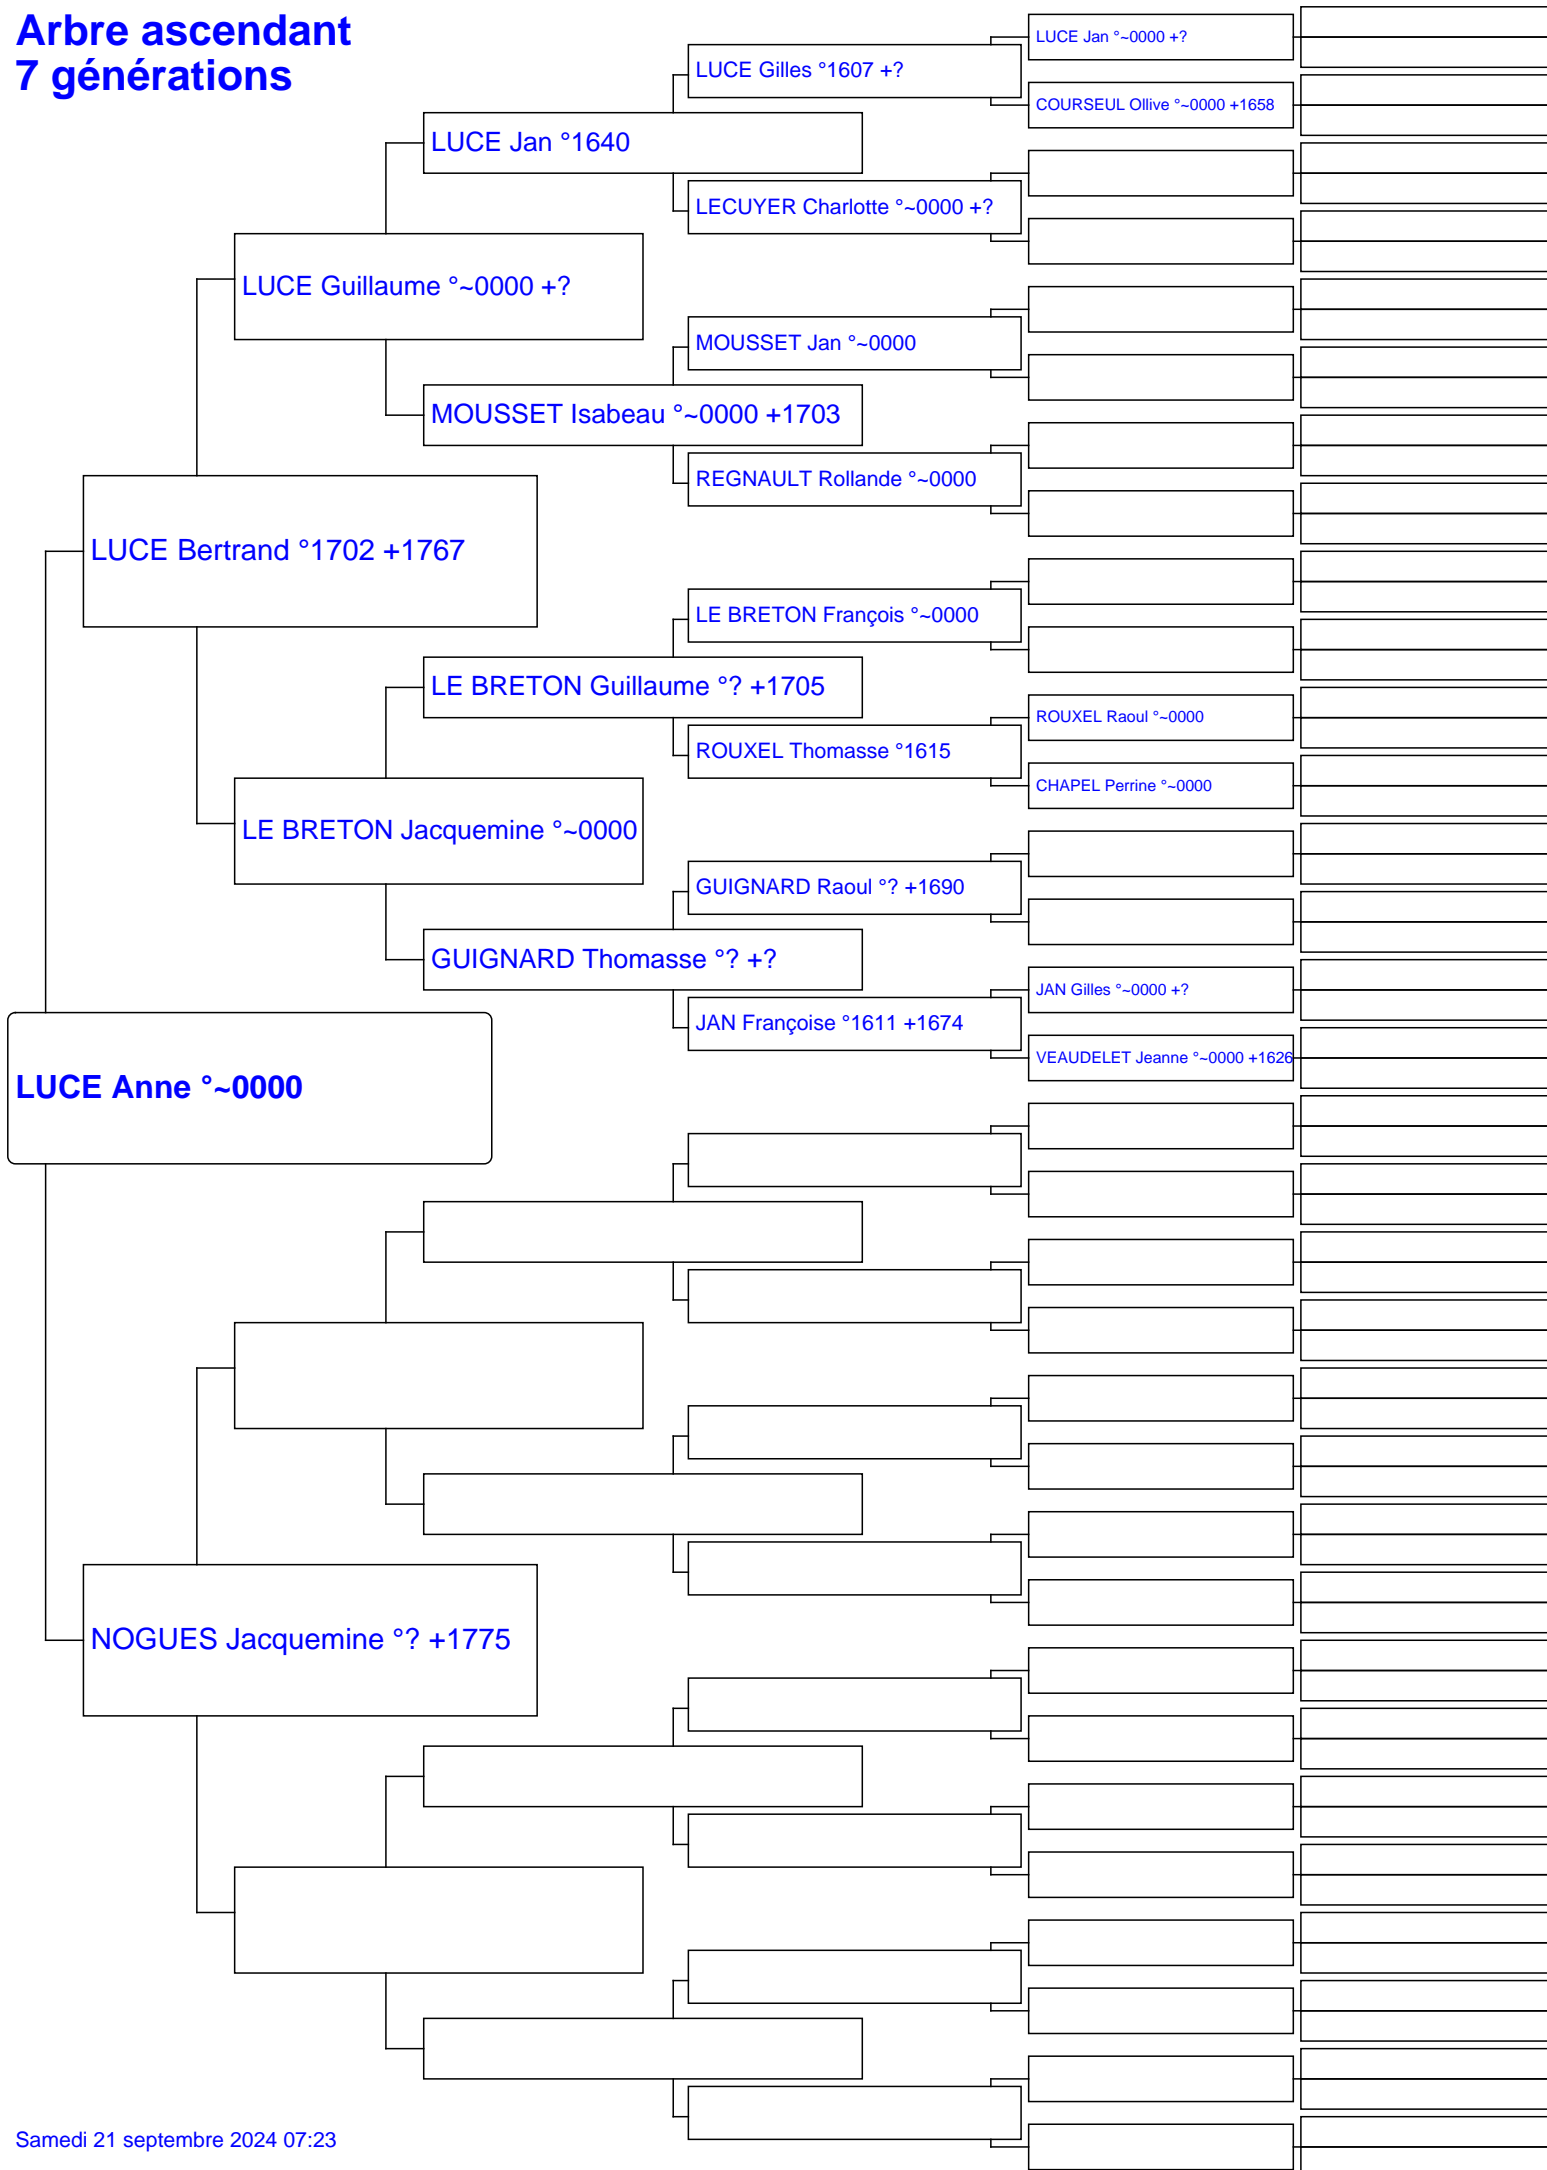 Arbre ascendant
7 générations
LUCE Jan °~0000 +?
LUCE Gilles °1607 +?
COURSEUL Ollive °~0000 +1658
LUCE Jan °1640
LECUYER Charlotte °~0000 +?
LUCE Guillaume °~0000 +?
MOUSSET Jan °~0000
MOUSSET Isabeau °~0000 +1703
REGNAULT Rollande °~0000
LUCE Bertrand °1702 +1767
LE BRETON François °~0000
LE BRETON Guillaume °? +1705
ROUXEL Raoul °~0000
ROUXEL Thomasse °1615
CHAPEL Perrine °~0000
LE BRETON Jacquemine °~0000
GUIGNARD Raoul °? +1690
GUIGNARD Thomasse °? +?
JAN Gilles °~0000 +?
JAN Françoise °1611 +1674
VEAUDELET Jeanne °~0000 +1626
LUCE Anne °~0000
NOGUES Jacquemine °? +1775
Samedi 21 septembre 2024 07:23